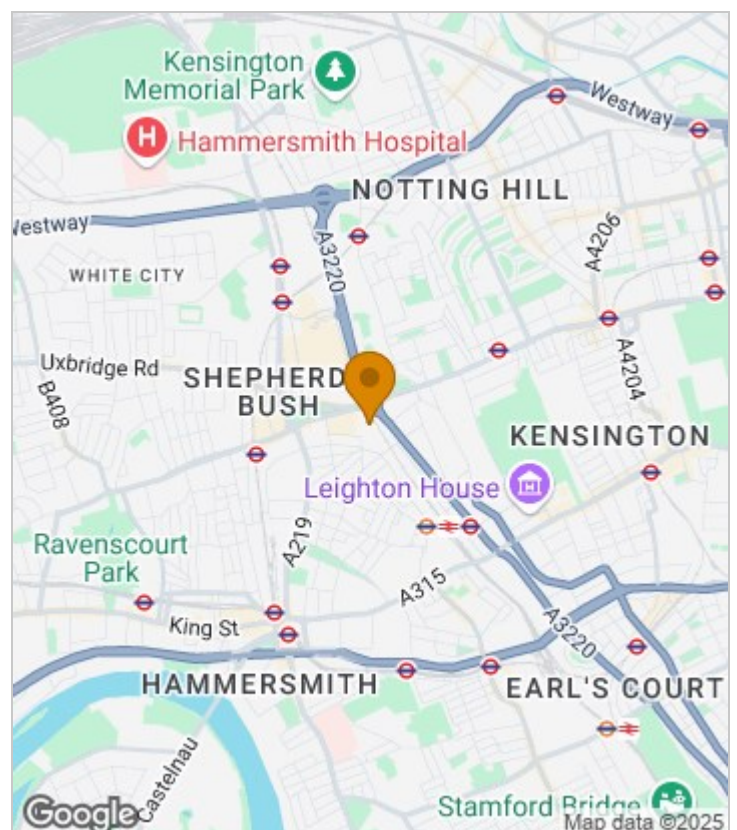 Kensington
Memorial Park
Hammersmith Hospital
Westway
NOTTING HILL
Westway
A3220
A4206
WHITE CITY
Uxbridge Rd
B408
SHEPHERD
BUSH
A4204
KENSINGTON
Leighton House
A219
Ravenscourt
Park
A315
King St
A3220
HAMMERSMITH
EARL'S COURT
Castelnau
Stamford Bridge
Google
Map data ©2025